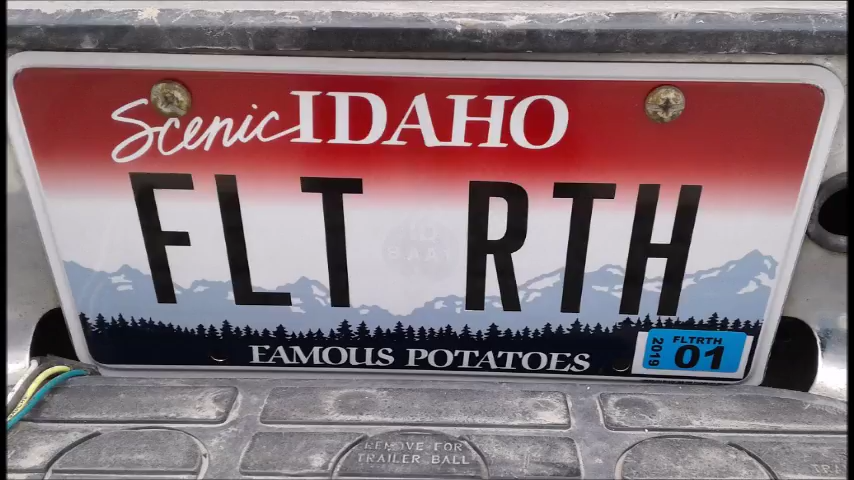 Scenic IDAHO
FLT RTH
FAMOUS POTATOES
2019
FLTRTH
01
REMOVE FOR
TRAILER BALL